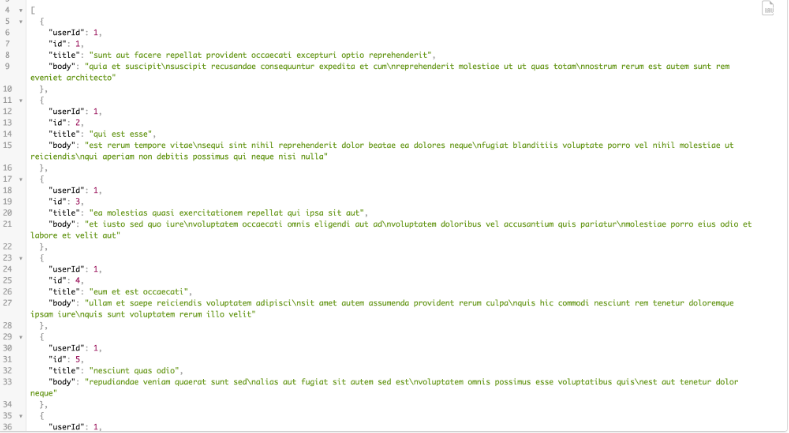 4 [
5 {
6 "userId": 1,
7 "id": 1,
8 "title": "sunt aut facere repellat provident occaecati excepturi optio reprehenderit",
9 "body": "quia et suscipit\nsuscipit recusandae consequuntur expedita et cum\nreprehenderit molestiae ut ut quas totam\nnostrum rerum est autem sunt rem
eveniet architecto"
10 },
11 {
12 "userId": 1,
13 "id": 2,
14 "title": "qui est esse",
15 "body": "est rerum tempore vitae\nsequi sint nihil reprehenderit dolor beatae ea dolores neque\nfugiat blanditiis voluptate porro vel nihil molestiae ut
reiciendis\nqui aperiam non debitis possimus qui neque nisi nulla"
16 },
17 {
18 "userId": 1,
19 "id": 3,
20 "title": "ea molestias quasi exercitationem repellat qui ipsa sit aut",
21 "body": "et iusto sed quo iure\nvoluptatem occaecati omnis eligendi aut ad\nvoluptatem doloribus vel accusantium quis pariatur\nmolestiae porro eius odio et
labore et velit aut"
22 },
23 {
24 "userId": 1,
25 "id": 4,
26 "title": "eum et est occaecati",
27 "body": "ullam et saepe reiciendis voluptatem adipisci\nsit amet autem assumenda provident rerum culpa\nquis hic commodi nesciunt rem tenetur doloremque
ipsam iure\nquis sunt voluptatem rerum illo velit"
28 },
29 {
30 "userId": 1,
31 "id": 5,
32 "title": "nesciunt quas odio",
33 "body": "repudiandae veniam quaerat sunt sed\nalias aut fugiat sit autem sed est\nvoluptatem omnis possimus esse voluptatibus quis\nest aut tenetur dolor
neque"
34 },
35 {
36 "userId": 1,